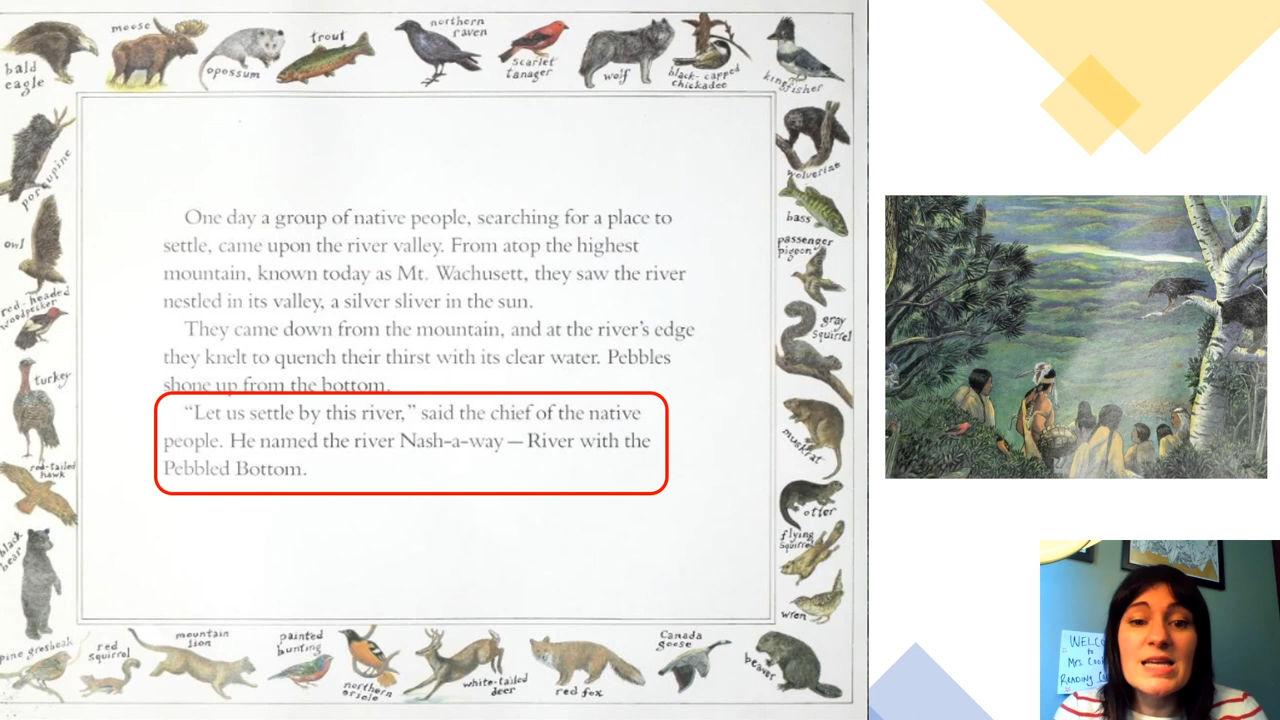 bald
eagle
moose
opossum
trout
northern
raven
scarlet
tanager
wolf
black-capped
chickadee
kingfisher
porcupine
owl
red-headed
woodpecker
turkey
red-tailed
hawk
black
bear
One day a group of native people, searching for a place to
settle, came upon the river valley. From atop the highest
mountain, known today as Mt. Wachusett, they saw the river
nestled in its valley, a silver sliver in the sun.
They came down from the mountain, and at the river's edge
they knelt to quench their thirst with its clear water. Pebbles
shone up from the bottom.
“Let us settle by this river,” said the chief of the native
people. He named the river Nash-a-way — River with the
Pebbled Bottom.
wolverine
bass
passenger
pigeon
gray
squirrel
muskrat
otter
flying
squirrel
wren
pine grosbeak
red
squirrel
mountain
lion
painted
bunting
northern
oriole
white-tailed
deer
red fox
Canada
goose
beaver
to
Mrs
Reading